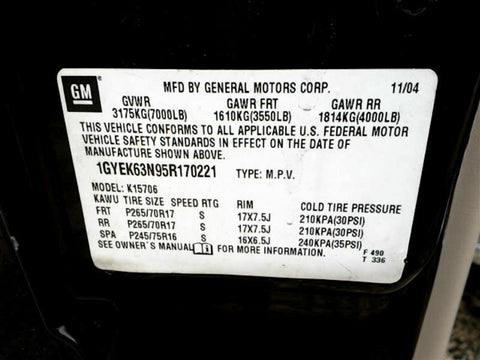 GM
MFD BY GENERAL MOTORS CORP. 11/04
GVWR GAWR FRT GAWR RR
3175KG(7000LB) 1610KG(3550LB) 1814KG(4000LB)
THIS VEHICLE CONFORMS TO ALL APPLICABLE U.S. FEDERAL MOTOR
VEHICLE SAFETY STANDARDS IN EFFECT ON THE DATE OF
MANUFACTURE SHOWN ABOVE.
1GYEK63N95R170221 TYPE: M.P.V.
MODEL: K15706
KAWU TIRE SIZE SPEED RTG RIM COLD TIRE PRESSURE
FRT P265/70R17 S 17X7.5J 210KPA(30PSI)
RR P265/70R17 S 17X7.5J 210KPA(30PSI)
SPA P245/75R16 S 16X6.5J 240KPA(35PSI)
SEE OWNER'S MANUAL FOR MORE INFORMATION. F 490
T 336